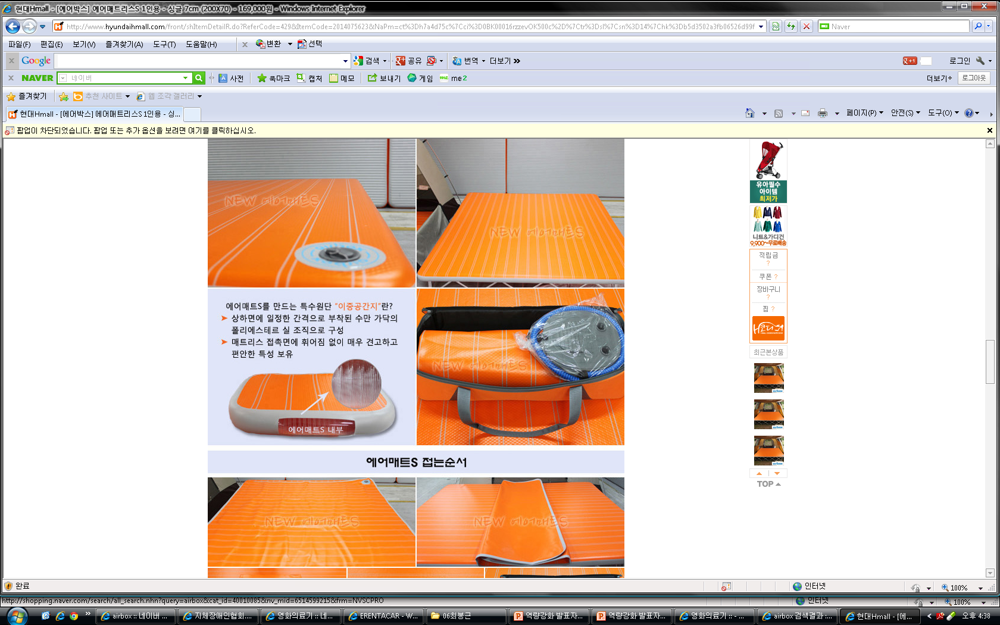 현대Hmall - [에어박스] 에어매트리스S 1인용 - 싱글 7cm (200X70) - 169,000원 - Windows Internet Explorer
http://www.hyundaihmall.com/front/shItemDetailR.do?ReferCode=429&ItemCode=2014075623&NaPm=ct%3Dh7a4d75c%7Cci%3D0BK00016rzzevOK500c%2D%7Ctr%3Dsl%7Csn%3D14%7Chk%3Db5d3502a3fb06526d99f
Naver
파일(F) 편집(E) 보기(V) 즐겨찾기(A) 도구(T) 도움말(H) x 변환 선택
x Google 검색 공유 번역 더보기 » +1 로그인
x NAVER 네이버 사전 북마크 캡처 메모 보내기 게임 me2 더보기+ 로그아웃
즐겨찾기 추천 사이트 웹 조각 갤러리
현대Hmall - [에어박스] 에어매트리스S 1인용 - 싱... 페이지(P) 안전(S) 도구(O)
팝업이 차단되었습니다. 팝업 또는 추가 옵션을 보려면 여기를 클릭하십시오.
NEW 에어매트S
NEW 에어매트S
에어매트S를 만드는 특수원단 "이중공간지"란?
➤ 상하면에 일정한 간격으로 부착된 수만 가닥의
폴리에스테르 실 조직으로 구성
➤ 매트리스 접촉면에 휘어짐 없이 매우 견고하고
편안한 특성 보유
에어매트S 내부
NEW 에어매트S
에어매트S 접는순서
NEW 에어매트S
NEW 에어매트S
유아필수
아이템
최저가
니트&가디건
9,900~무료배송
적립금
?
쿠폰 ?
장바구니
?
찜 ?
H코디의
최근본상품
airbox
airbox
airbox
TOP
완료
인터넷
100%
http://shopping.naver.com/search/all_search.nhn?query=airbox&cat_id=40010085&nv_mid=6514599215&frm=NVSCPRO
인터넷
100%
» airbox :: 네이버 ... 지체장애인협회.... 영화의료기 :: 네... ERENTACAR - W... 06최봉근 역량강화 발표자... 역량강화 발표자... 영화의료기 :: - ... airbox 검색결과 :... 현대Hmall - [에... < 오후 4:38